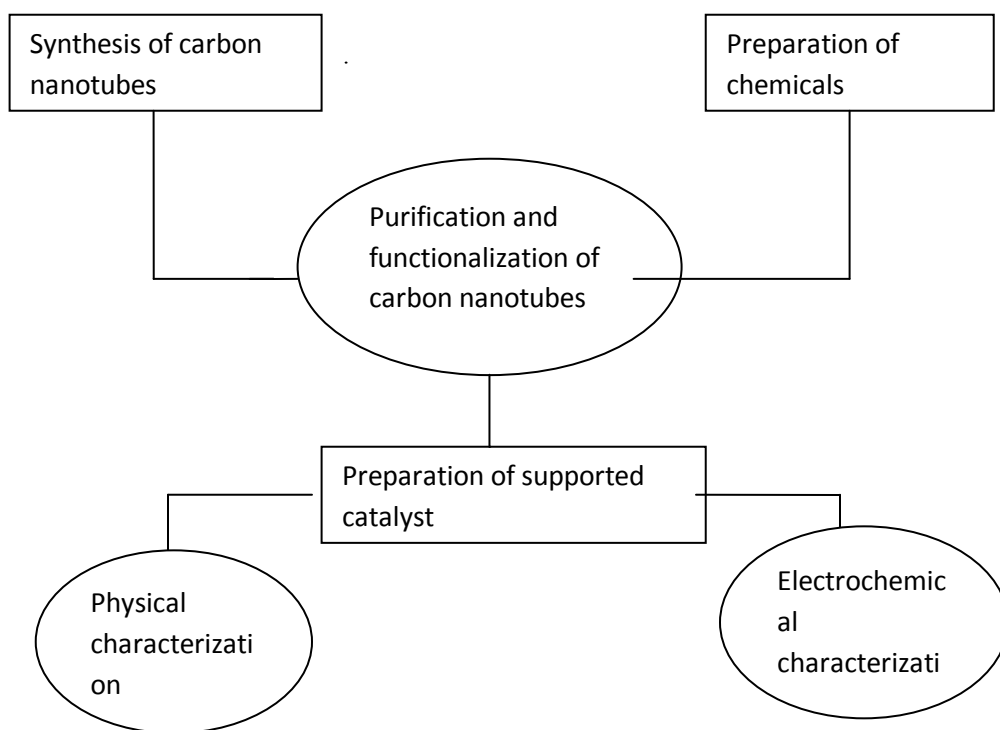 Synthesis of carbon
nanotubes
Preparation of
chemicals
Purification and
functionalization of
carbon nanotubes
Preparation of supported
catalyst
Physical
characterizati
on
Electrochemic
al
characterizati